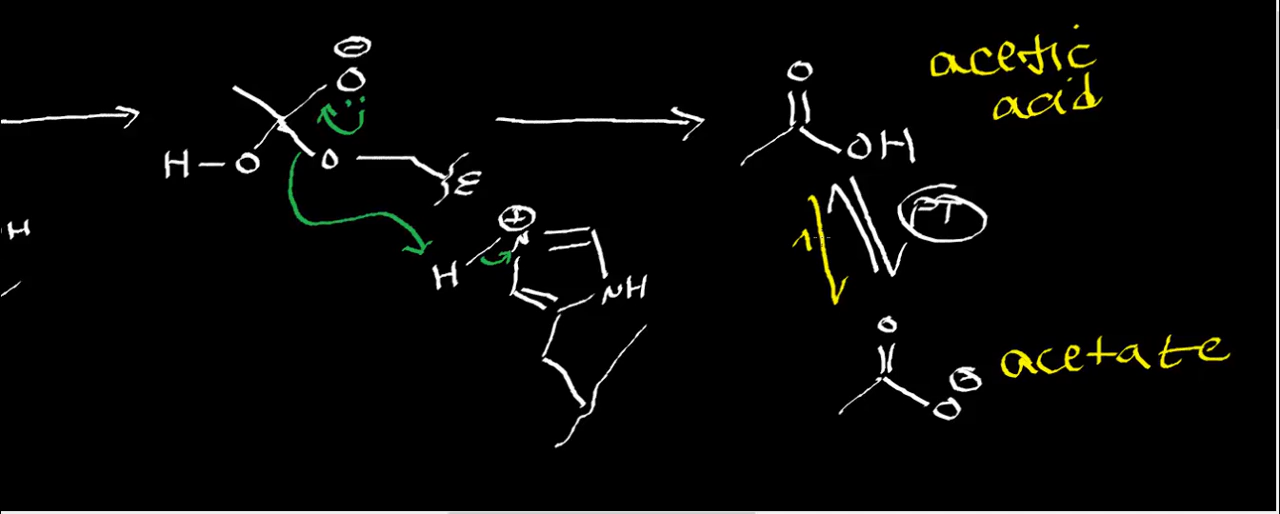 ⊖
O
H-O
O
E
H
⊕
N
H
NH
O
OH
acetic
acid
PT
O
O
⊖
acetate